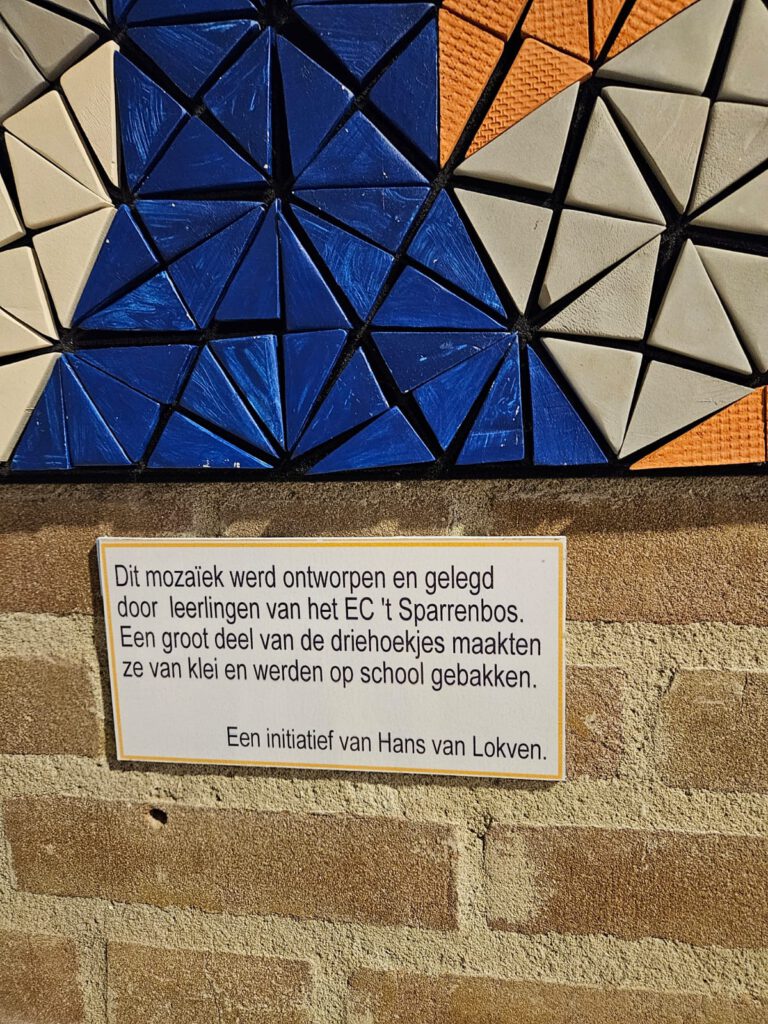 Dit mozaïek werd ontworpen en gelegd
door leerlingen van het EC 't Sparrenbos.
Een groot deel van de driehoekjes maakten
ze van klei en werden op school gebakken.
Een initiatief van Hans van Lokven.